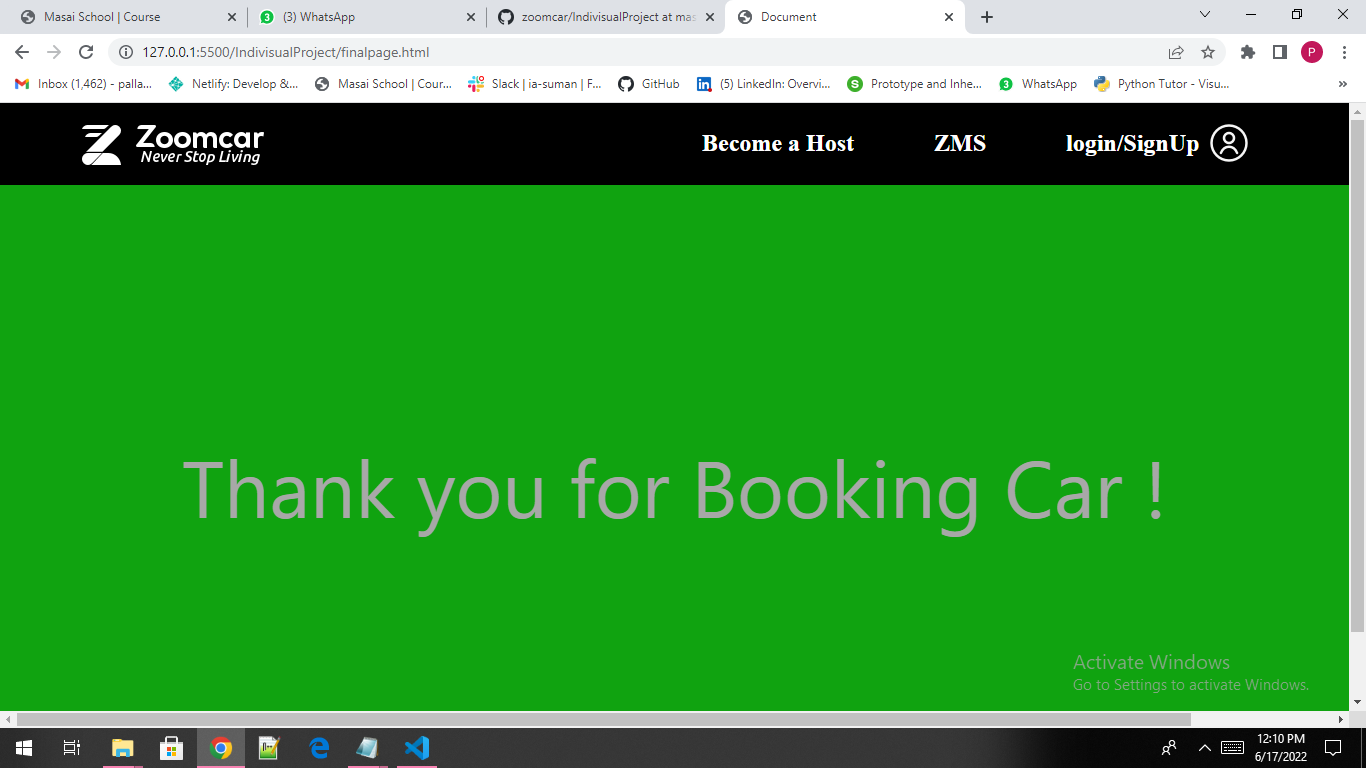 Masai School | Course
3
(3) WhatsApp
zoomcar/IndivisualProject at mas
Document
127.0.0.1:5500/IndivisualProject/finalpage.html
P
Inbox (1,462) - palla...
Netlify: Develop &...
Masai School | Cour...
Slack | ia-suman | F...
GitHub
(5) LinkedIn: Overvi...
Prototype and Inhe...
3
WhatsApp
Python Tutor - Visu...
»
Zoomcar
Never Stop Living
Become a Host
ZMS
login/SignUp
Thank you for Booking Car !
Activate Windows
Go to Settings to activate Windows.
12:10 PM
6/17/2022